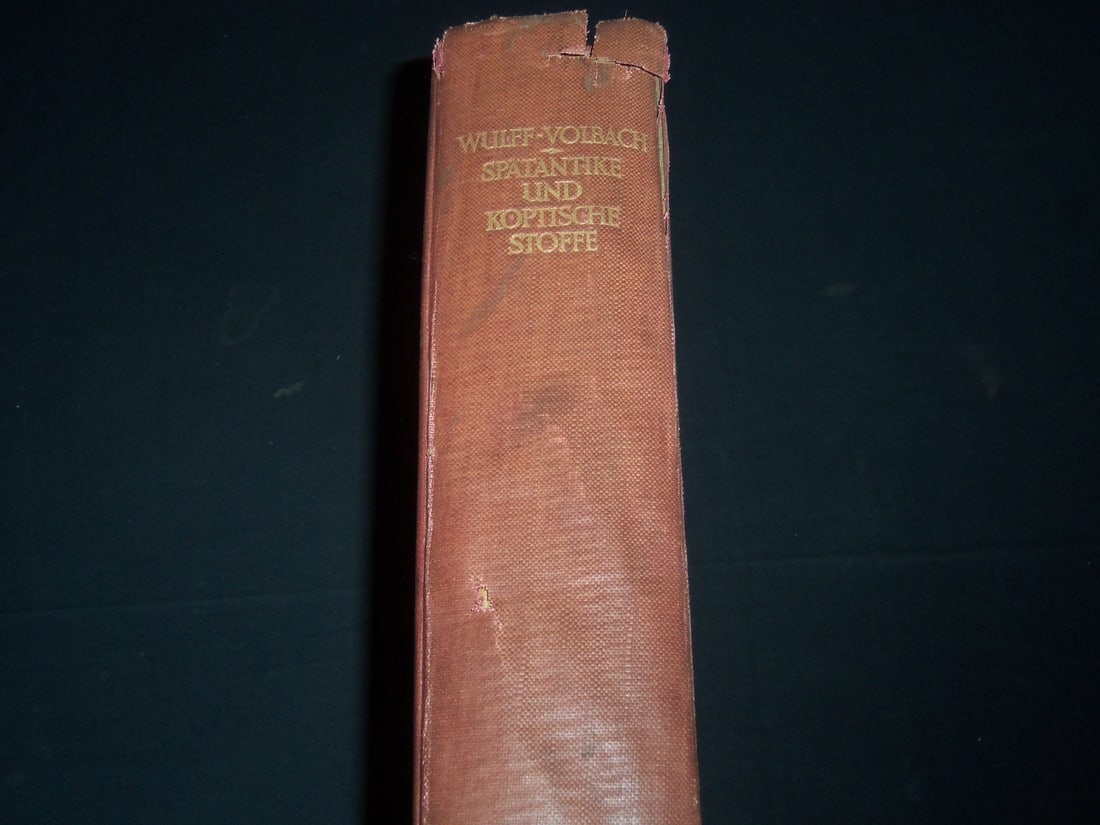 WULFF-VOLBACH
SPÄTANTIKE
UND
KOPTISCHE
STOFFE